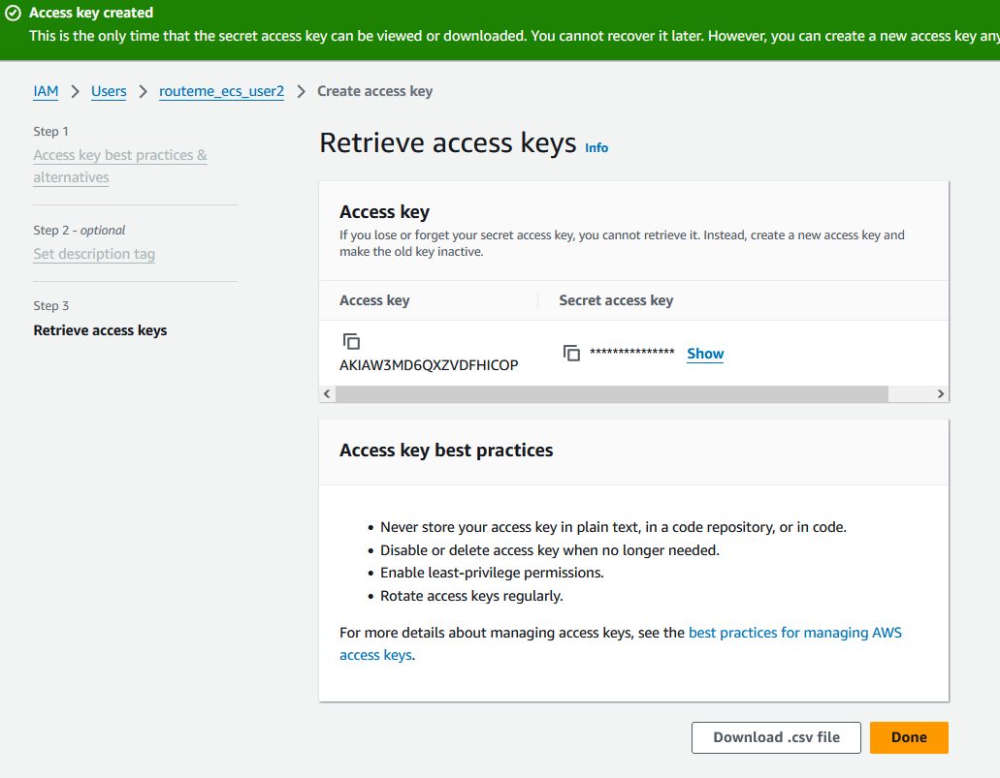 Access key created
This is the only time that the secret access key can be viewed or downloaded. You cannot recover it later. However, you can create a new access key any
IAM > Users > routeme_ecs_user2 > Create access key
Step 1
Access key best practices &
alternatives
Step 2 - optional
Set description tag
Step 3
Retrieve access keys
Retrieve access keys Info
Access key
If you lose or forget your secret access key, you cannot retrieve it. Instead, create a new access key and
make the old key inactive.
Access key Secret access key
AKIAW3MD6QXZVDFHICOP
*************** Show
Access key best practices
• Never store your access key in plain text, in a code repository, or in code.
• Disable or delete access key when no longer needed.
• Enable least-privilege permissions.
• Rotate access keys regularly.
For more details about managing access keys, see the best practices for managing AWS
access keys.
Download .csv file Done